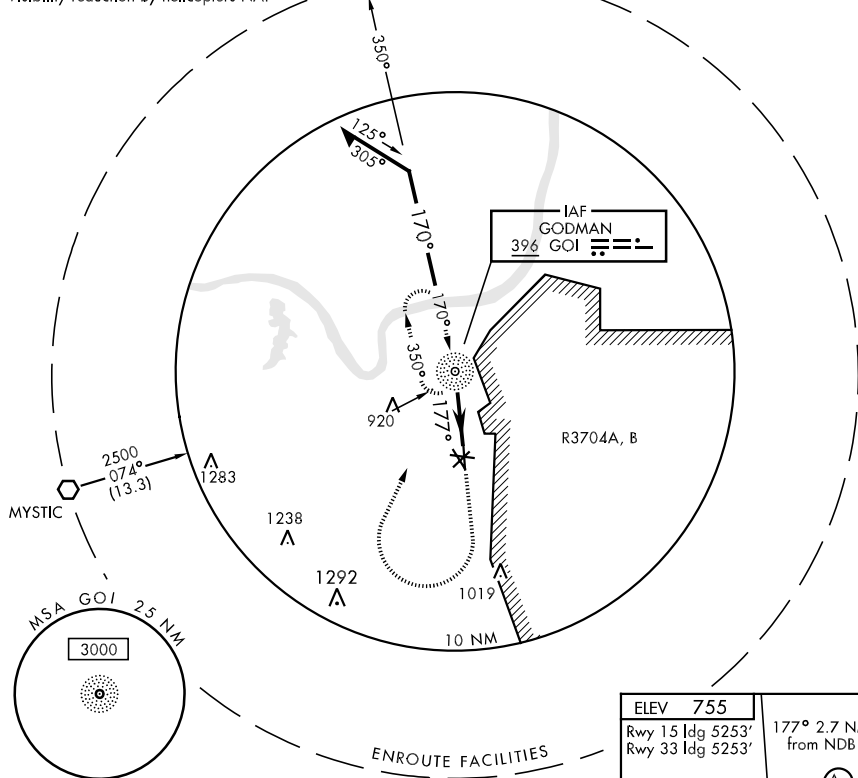 350°
125°
305°
170°
IAF
GODMAN
396 GOI
170°
350°
177°
920
R3704A, B
2500
074°
(13.3)
MYSTIC
1283
1238
1292
1019
10 NM
MSA GOI 25 NM
3000
ENROUTE FACILITIES
ELEV 755
Rwy 15 ldg 5253'
Rwy 33 ldg 5253'
177° 2.7
from NDB